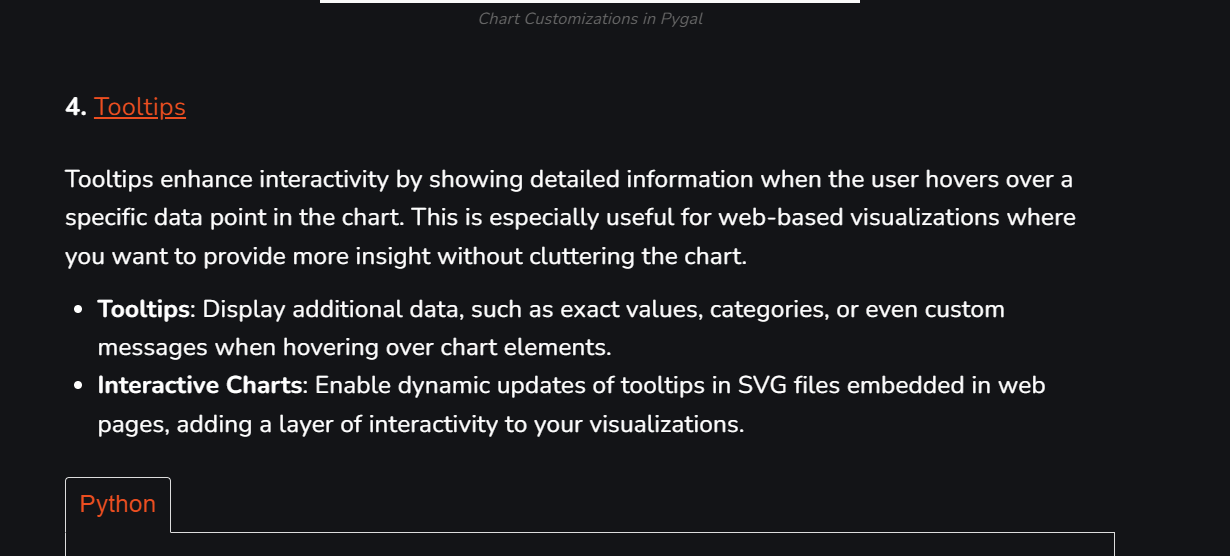 Chart Customizations in Pygal
4. Tooltips
Tooltips enhance interactivity by showing detailed information when the user hovers over a
specific data point in the chart. This is especially useful for web-based visualizations where
you want to provide more insight without cluttering the chart.
• Tooltips: Display additional data, such as exact values, categories, or even custom
messages when hovering over chart elements.
• Interactive Charts: Enable dynamic updates of tooltips in SVG files embedded in web
pages, adding a layer of interactivity to your visualizations.
Python